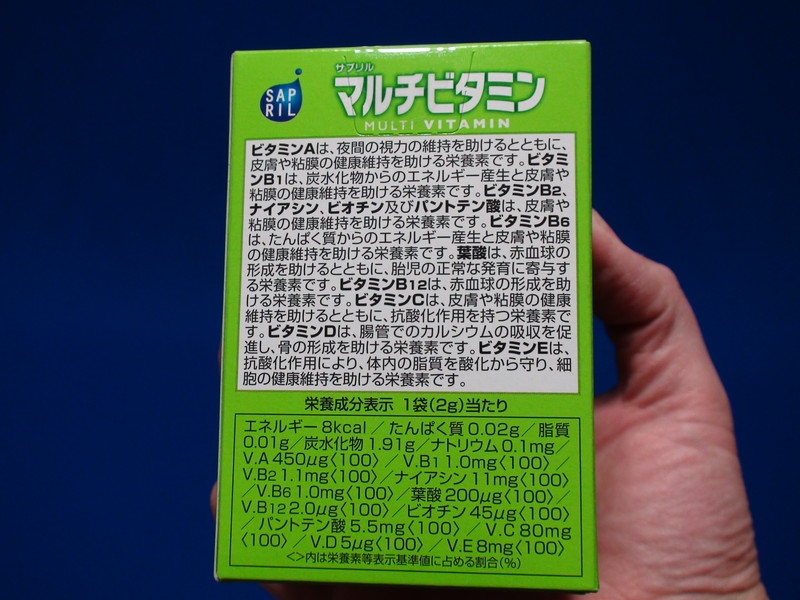 SAP
RIL
サプリル
マルチビタミン
MULTI VITAMIN
ビタミンAは、夜間の視力の維持を助けるとともに、
皮膚や粘膜の健康維持を助ける栄養素です。ビタミ
ンB1は、炭水化物からのエネルギー産生と皮膚や
粘膜の健康維持を助ける栄養素です。ビタミンB2、
ナイアシン、ビオチン及びパントテン酸は、皮膚や
粘膜の健康維持を助ける栄養素です。ビタミンB6
は、たんぱく質からのエネルギー産生と皮膚や粘膜
の健康維持を助ける栄養素です。葉酸は、赤血球の
形成を助けるとともに、胎児の正常な発育に寄与す
る栄養素です。ビタミンB12は、赤血球の形成を助
ける栄養素です。ビタミンCは、皮膚や粘膜の健康
維持を助けるとともに、抗酸化作用を持つ栄養素で
す。ビタミンDは、腸管でのカルシウムの吸収を促
進し、骨の形成を助ける栄養素です。ビタミンEは、
抗酸化作用により、体内の脂質を酸化から守り、細
胞の健康維持を助ける栄養素です。
栄養成分表示 1袋(2g)当たり
エネルギー 8kcal／たんぱく質 0.02g／脂質
0.01g／炭水化物 1.91g／ナトリウム 0.1mg／
V.A 450μg〈100〉／V.B1 1.0mg〈100〉／
V.B2 1.1mg〈100〉／ナイアシン 11mg〈100〉
／V.B6 1.0mg〈100〉／葉酸 200μg〈100〉／
V.B12 2.0μg〈100〉／ビオチン 45μg〈100〉
／パントテン酸 5.5mg〈100〉／V.C 80mg
〈100〉／V.D 5μg〈100〉／V.E 8mg〈100〉
＜＞内は栄養素等表示基準値に占める割合(%)